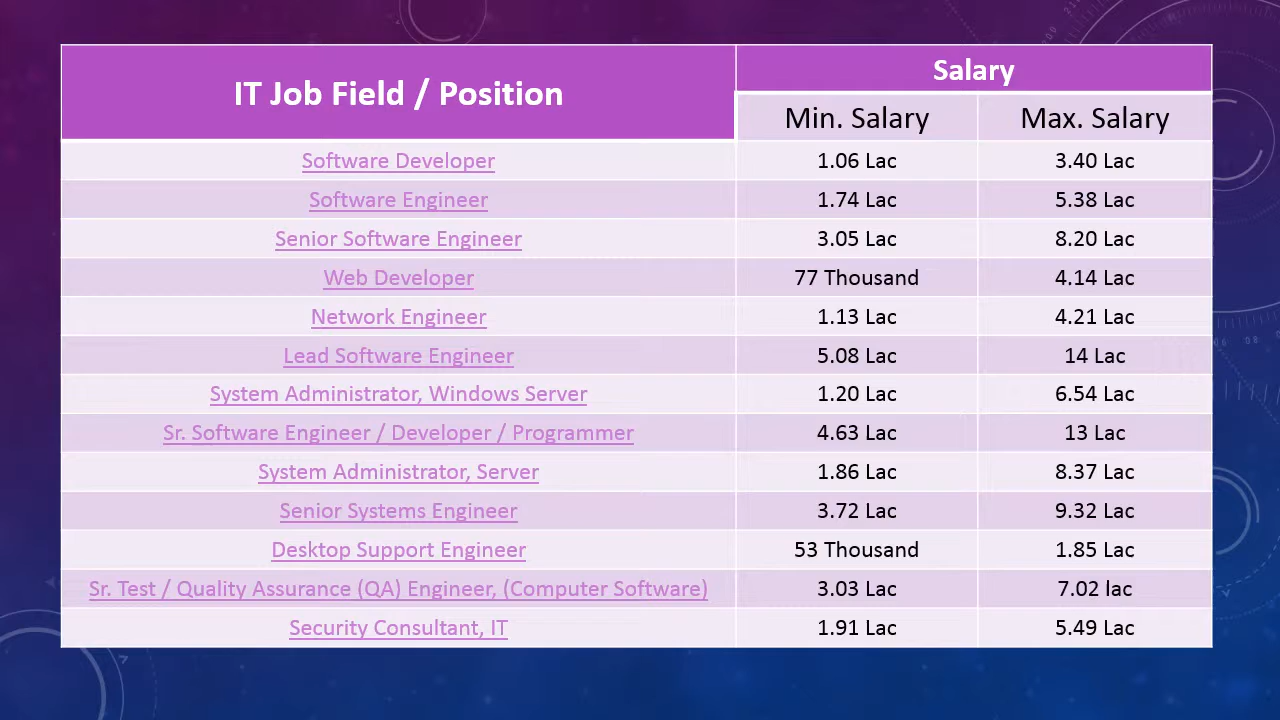 IT Job Field / Position
Salary
Min. Salary Max. Salary
Software Developer 1.06 Lac 3.40 Lac
Software Engineer 1.74 Lac 5.38 Lac
Senior Software Engineer 3.05 Lac 8.20 Lac
Web Developer 77 Thousand 4.14 Lac
Network Engineer 1.13 Lac 4.21 Lac
Lead Software Engineer 5.08 Lac 14 Lac
System Administrator, Windows Server 1.20 Lac 6.54 Lac
Sr. Software Engineer / Developer / Programmer 4.63 Lac 13 Lac
System Administrator, Server 1.86 Lac 8.37 Lac
Senior Systems Engineer 3.72 Lac 9.32 Lac
Desktop Support Engineer 53 Thousand 1.85 Lac
Sr. Test / Quality Assurance (QA) Engineer, (Computer Software) 3.03 Lac 7.02 lac
Security Consultant, IT 1.91 Lac 5.49 Lac